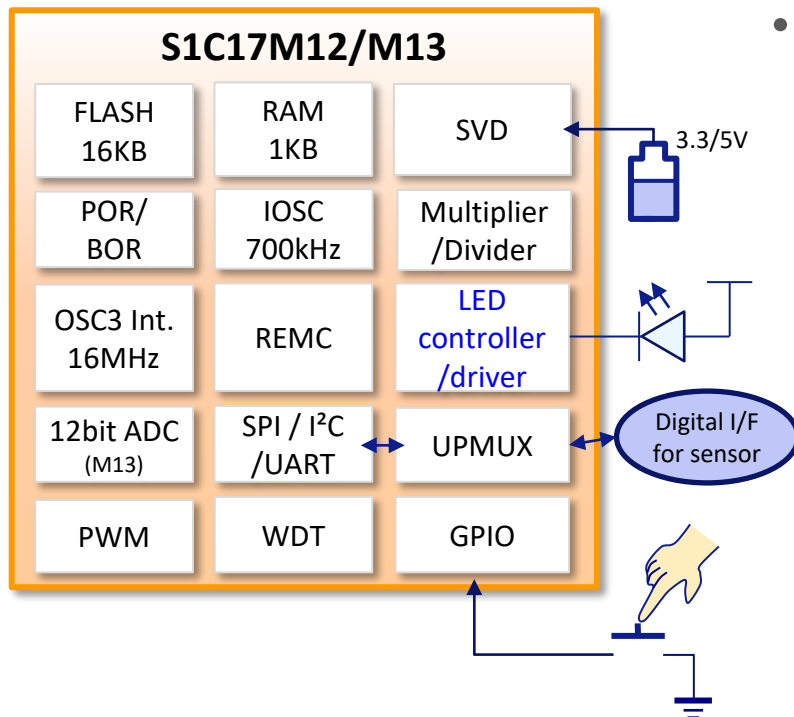 S1C17M12/M13
FLASH
16KB
RAM
1KB
SVD
3.3/5V
POR/
BOR
IOSC
700kHz
Multiplier
/Divider
OSC3 Int.
16MHz
REMC
LED
controller
/driver
12bit ADC
(M13)
SPI / I²C
/UART
UPMUX
Digital I/F
for sensor
PWM
WDT
GPIO